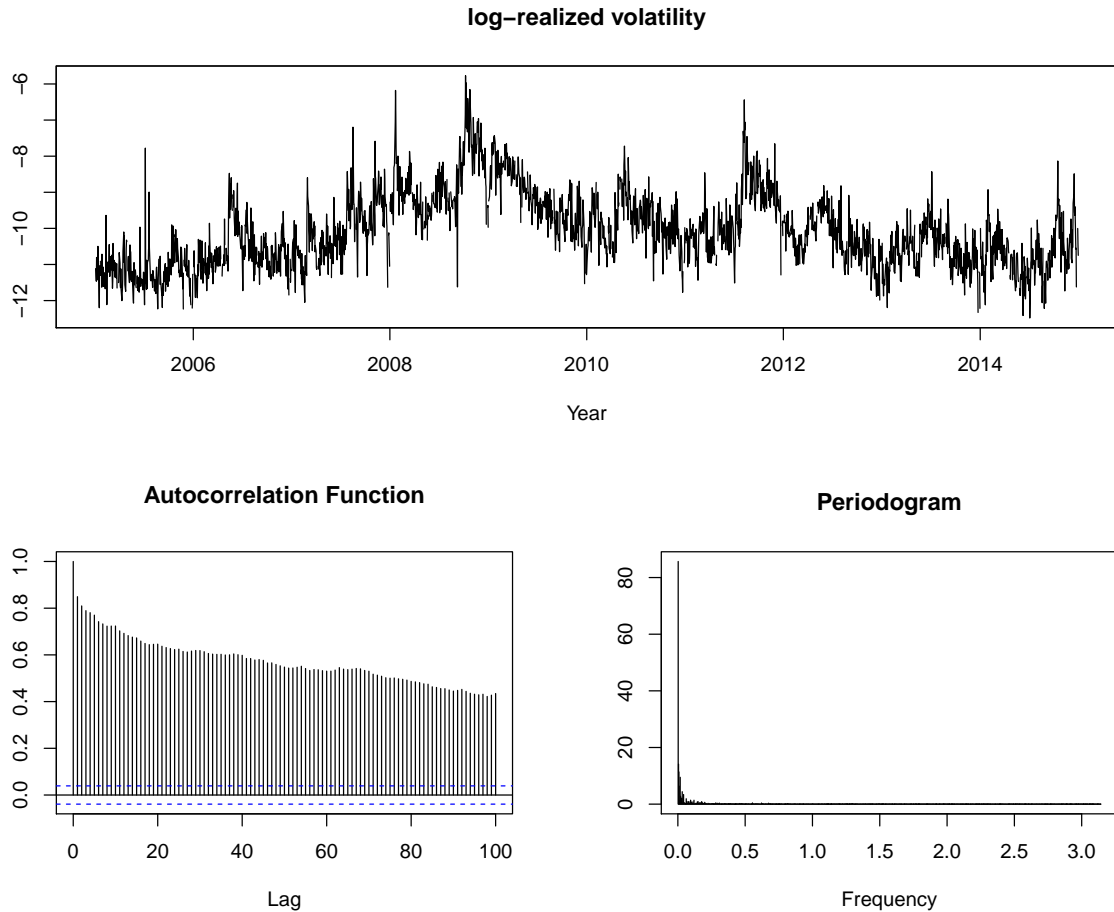 log−realized volatility
−6
−8
−10
−12
2006 2008 2010 2012 2014
Year
Autocorrelation Function
1.0
0.8
0.6
0.4
0.2
0.0
0 20 40 60 80 100
Lag
Periodogram
80
60
40
20
0
0.0 0.5 1.0 1.5 2.0 2.5 3.0
Frequency